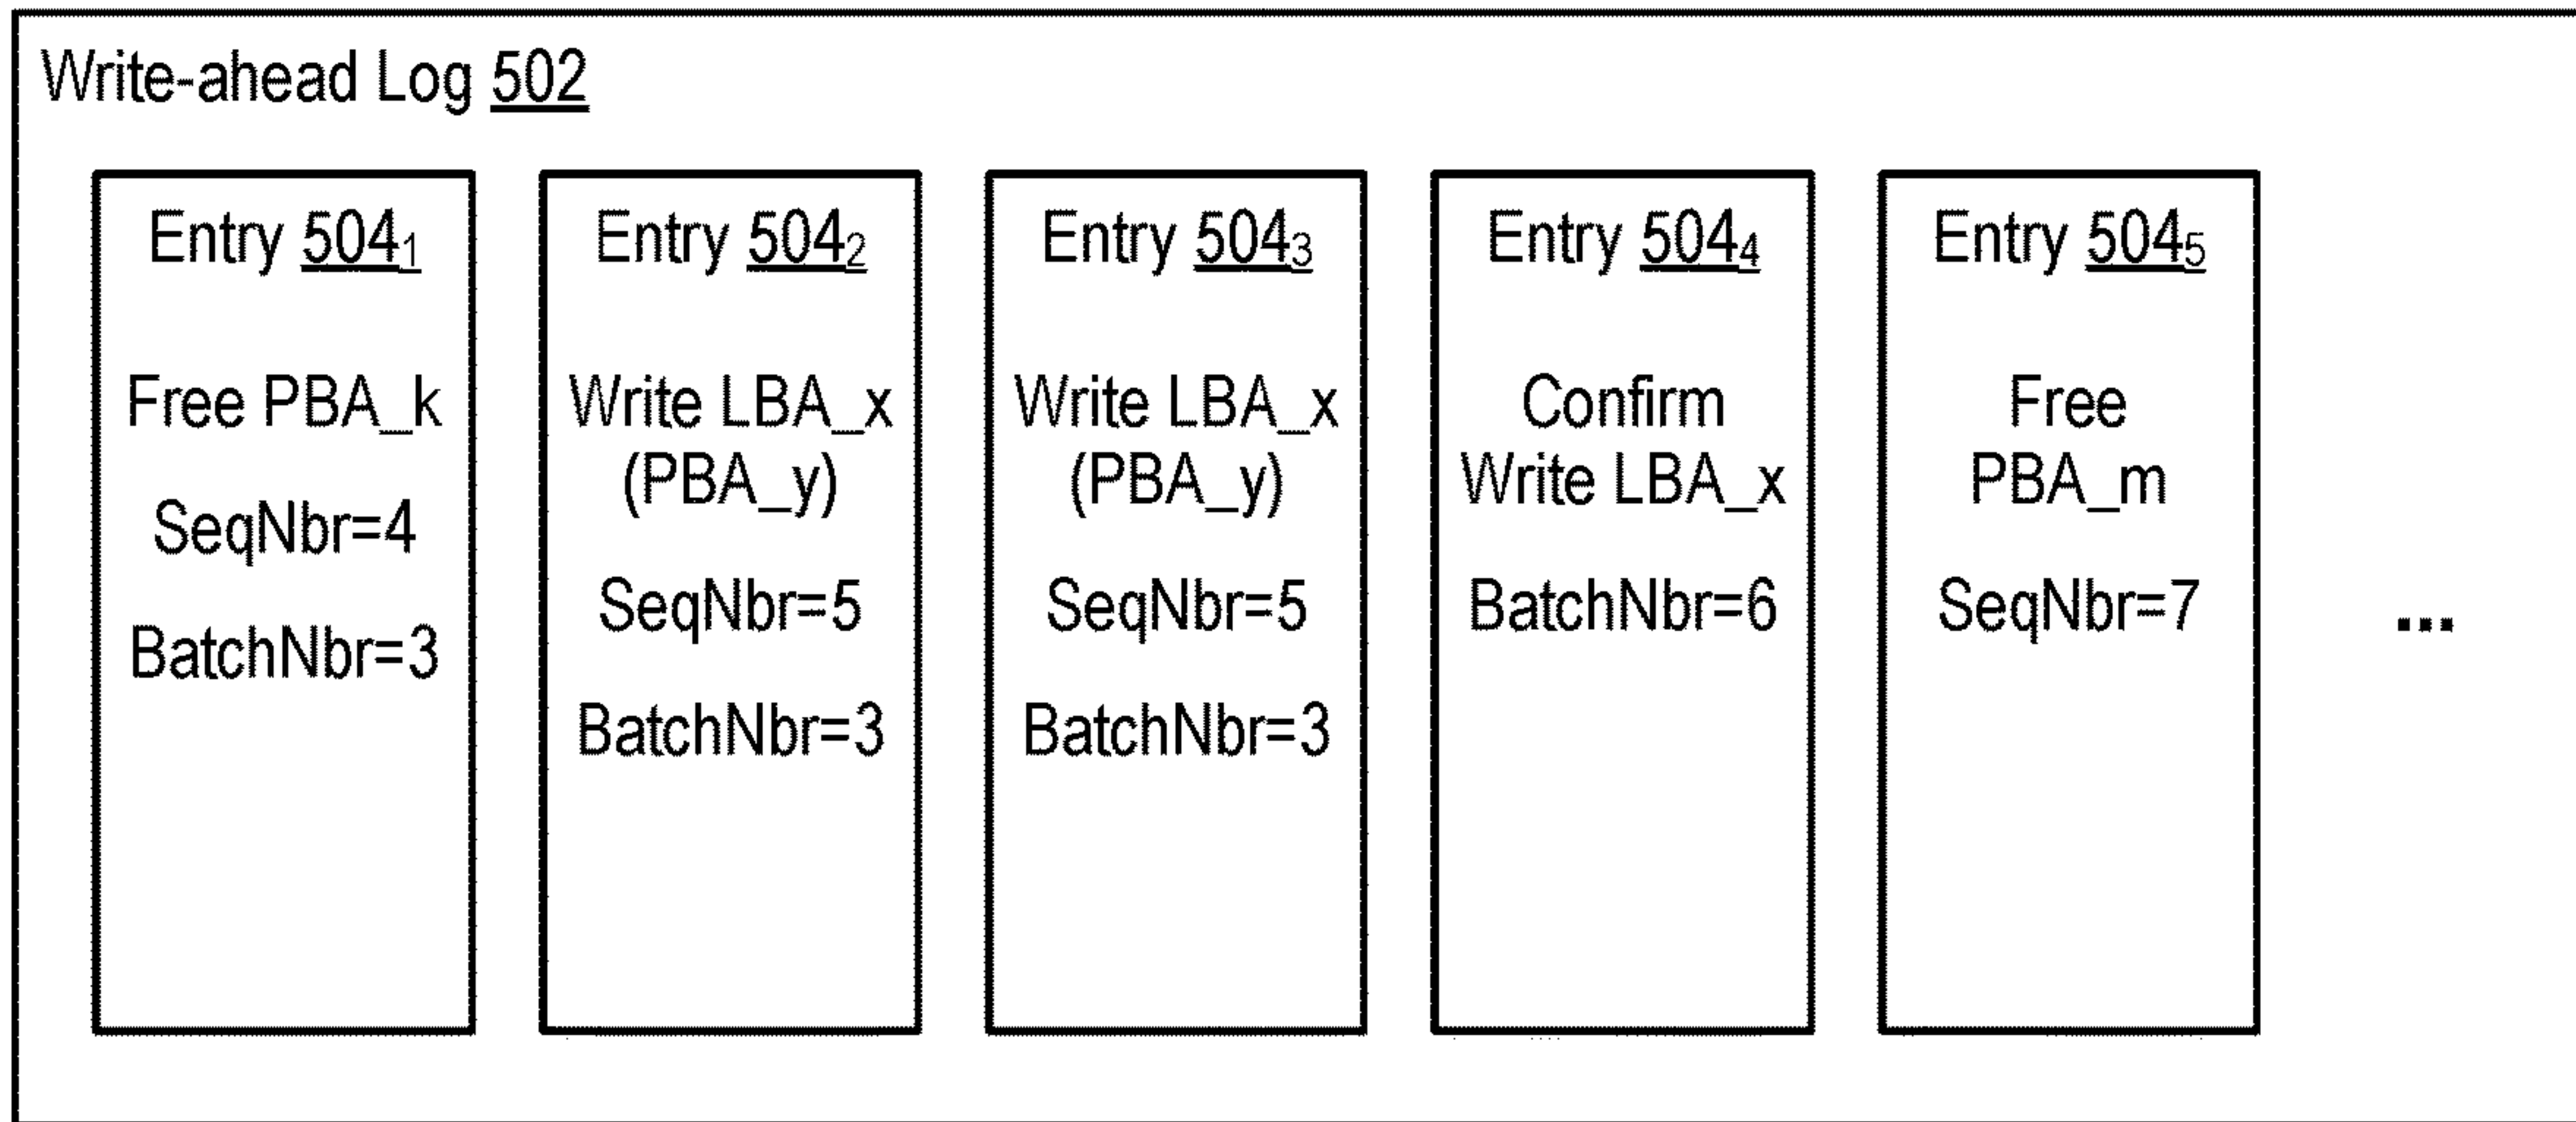 Write-ahead Log 502
Entry 504₁
Free PBA_k
SeqNbr=4
BatchNbr=3
Entry 504₂
Write LBA_x
(PBA_y)
SeqNbr=5
BatchNbr=3
Entry 504₃
Write LBA_x
(PBA_y)
SeqNbr=5
BatchNbr=3
Entry 504₄
Confirm
Write LBA_x
BatchNbr=6
Entry 504₅
Free
PBA_m
SeqNbr=7
...